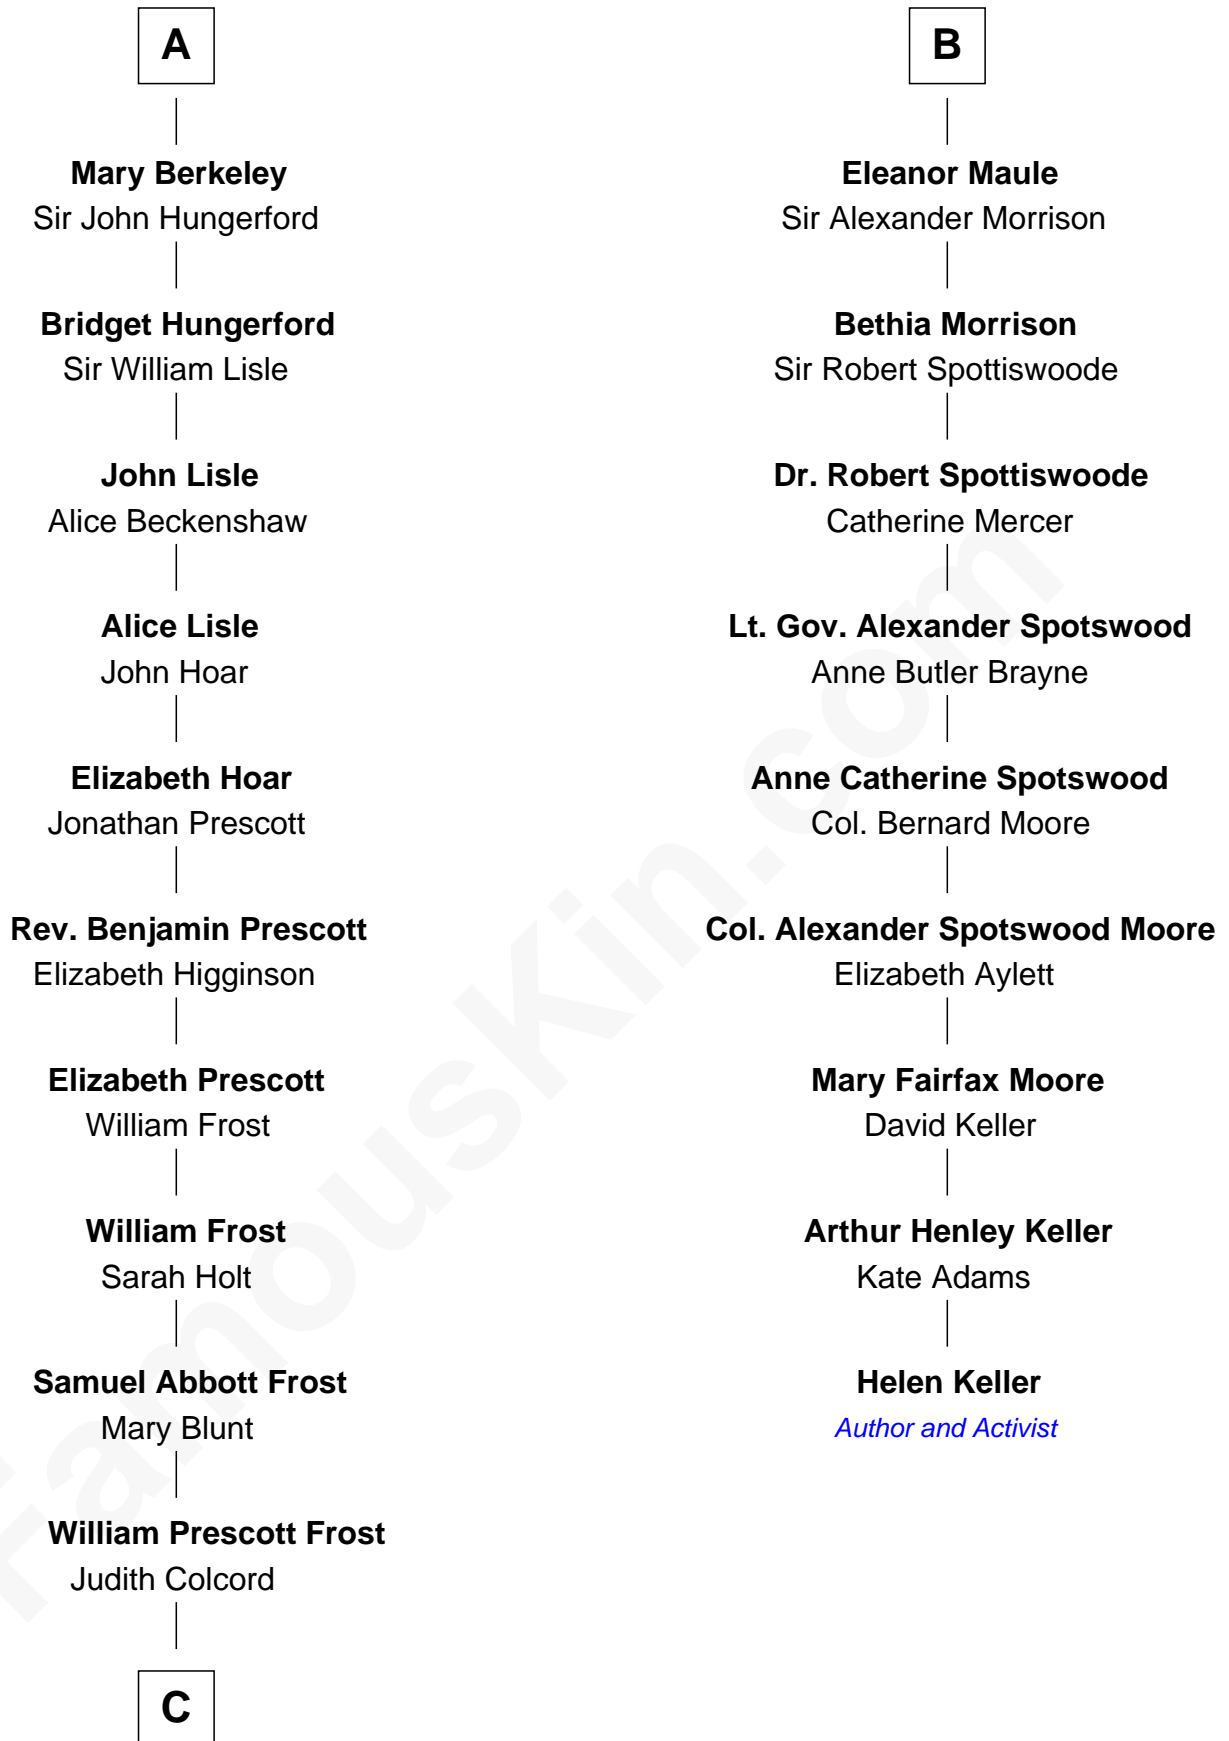 A
Mary Berkeley
Sir John Hungerford
Bridget Hungerford
Sir William Lisle
John Lisle
Alice Beckenshaw
Alice Lisle
John Hoar
Elizabeth Hoar
Jonathan Prescott
Rev. Benjamin Prescott
Elizabeth Higginson
Elizabeth Prescott
William Frost
William Frost
Sarah Holt
Samuel Abbott Frost
Mary Blunt
William Prescott Frost
Judith Colcord
C
B
Eleanor Maule
Sir Alexander Morrison
Bethia Morrison
Sir Robert Spottiswoode
Dr. Robert Spottiswoode
Catherine Mercer
Lt. Gov. Alexander Spotswood
Anne Butler Brayne
Anne Catherine Spotswood
Col. Bernard Moore
Col. Alexander Spotswood Moore
Elizabeth Aylett
Mary Fairfax Moore
David Keller
Arthur Henley Keller
Kate Adams
Helen Keller
Author and Activist
FamousKin.com